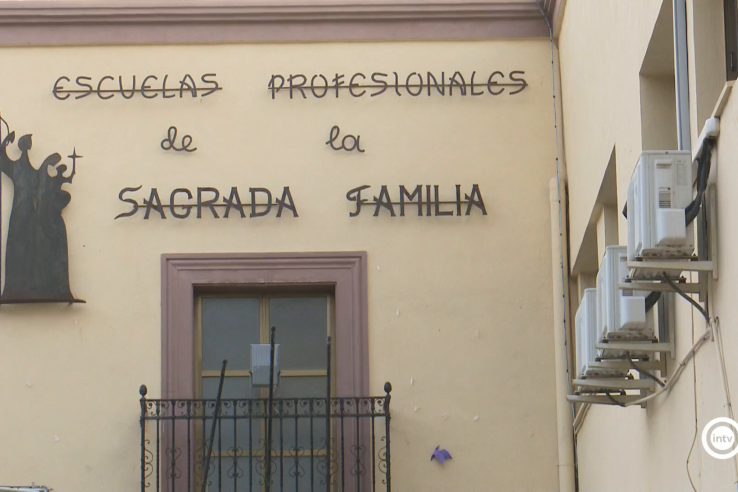 ESCUELAS PROFESIONALES
de la
SAGRADA FAMILIA
intv